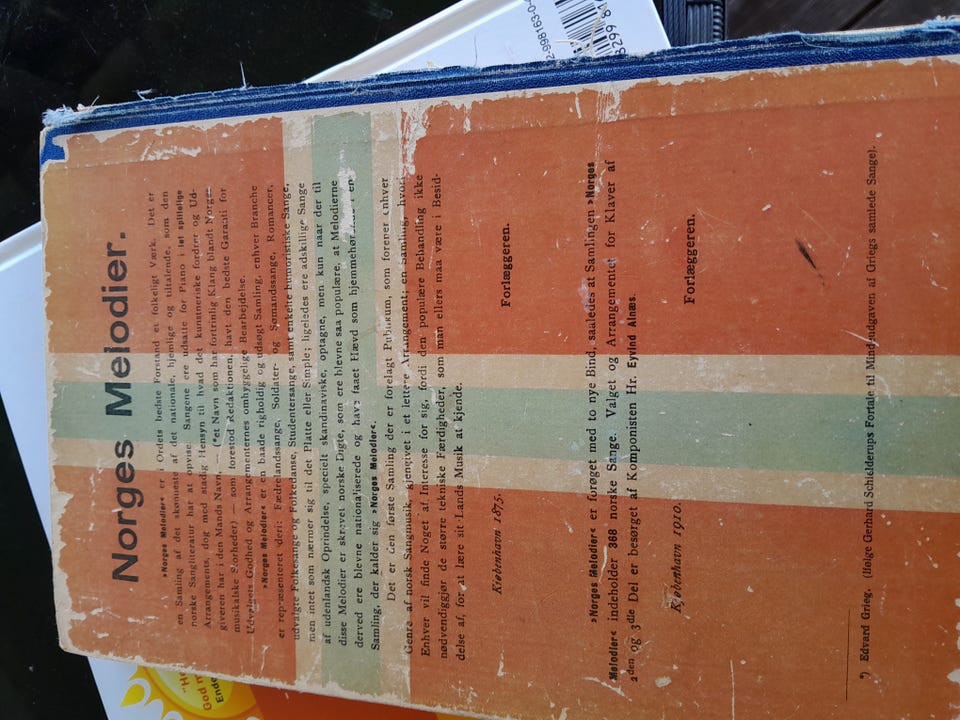 Norges Melodier.
»Norges Melodier« er i Ordets bedste Forstand et folkeligt Værk. Det er
en Samling af det skønneste af det nationale, hjemlige og tiltalende, som den
norske Sangliteratur har at opvise. Sangene ere udsatte for Piano i let spillelige
Arrangements, dog med stadig Hensyn til hvad det kunstneriske fordrer og Ud-
giveren har i den Mands Navn — (*et Navn som har fortrinlig Klang blandt Norges
musikalske Storheder) — som forestod Redaktionen, havt den bedste Garanti for
Udvalgets Godhed og Arrangementernes omhyggelige Bearbejdelse.
»Norges Melodier« er en baade righoldig og udsøgt Samling, enhver Branche
er repræsenteret deri: Fædrelandssange, Soldater- og Sømandssange, Romancer,
udvalgte Folkesange og Folkedanse, Studentersange, samt enkelte humoristiske Sange,
men intet som nærmer sig til det Platte eller Simple; ligeledes ere adskillige Sange
af udenlandsk Oprindelse, specielt skandinaviske, optagne, men kun naar der til
disse Melodier er skrevet norske Digte, som ere blevne saa populære, at Melodierne
derved ere blevne nationaliserede og have faaet Hævd som hjemmehørende i en
Samling, der kalder sig »Norges Melodier«.
Det er den første Samling der er forelagt Publikum, som forener enhver
Genre af norsk Sangmusik, gjengivet i et lettere Arrangement; en Samling, hvori
Enhver vil finde Noget af Interesse for sig, fordi den populære Behandling ikke
nødvendiggjør de større tekniske Færdigheder, som man ellers maa være i Besid-
delse af, for at lære sit Lands Musik at kjende.
Kjøbenhavn 1875.
Forlæggeren.
»Norges Melodier« er forøget med to nye Bind, saaledes at Samlingen »Norges
Melodier« indeholder 368 norske Sange. Valget og Arrangementet for Klaver af
2den og 3die Del er besørget af Komponisten Hr. Eyvind Alnæs.
Kjøbenhavn 1910.
Forlæggeren.
*) Edvard Grieg, (ifølge Gerhard Schjelderups Fortale til Mindeudgaven af Griegs samlede Sange).